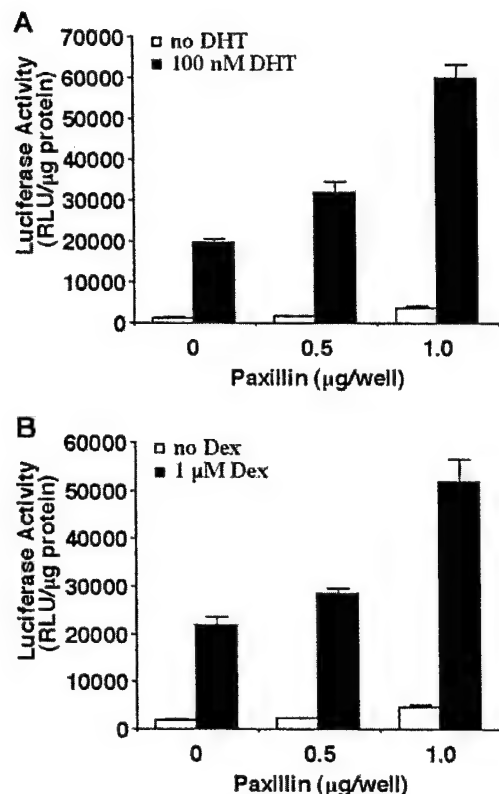 A
no DHT
100 nM DHT
Luciferase Activity
(RLU/µg protein)
70000
60000
50000
40000
30000
20000
10000
0
0 0.5 1.0
Paxillin (µg/well)
B
no Dex
1 µM Dex
Luciferase Activity
(RLU/µg protein)
60000
50000
40000
30000
20000
10000
0
0 0.5 1.0
Paxillin (µg/well)